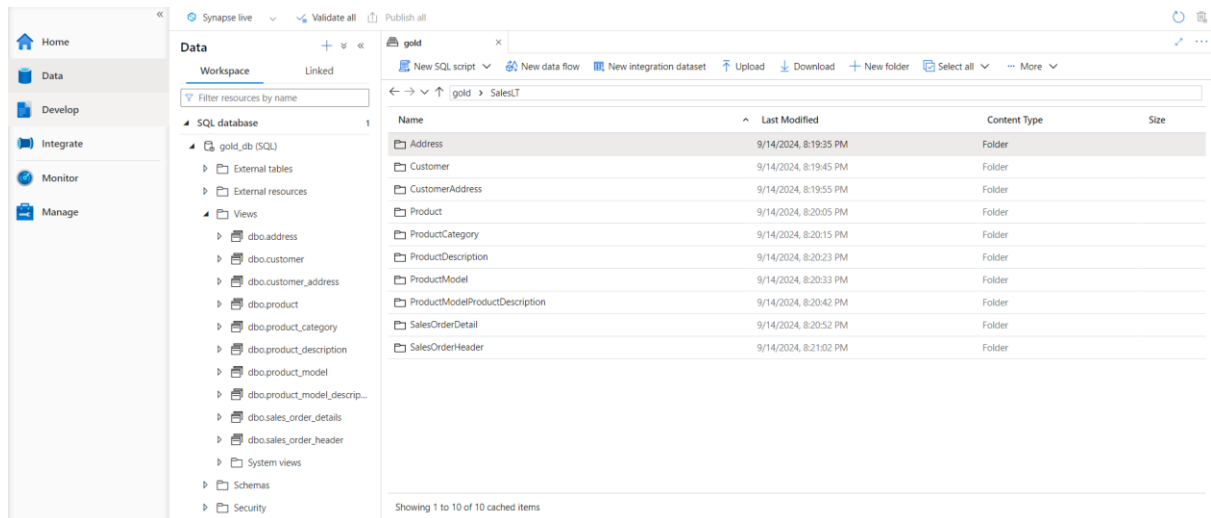 Synapse live Validate all Publish all
Home
Data
Develop
Integrate
Monitor
Manage
Data
Workspace Linked
Filter resources by name
SQL database 1
gold_db (SQL)
External tables
External resources
Views
dbo.address
dbo.customer
dbo.customer_address
dbo.product
dbo.product_category
dbo.product_description
dbo.product_model
dbo.product_model_descrip...
dbo.sales_order_details
dbo.sales_order_header
System views
Schemas
Security
gold
New SQL script New data flow New integration dataset Upload Download New folder Select all More
gold SalesLT
Name Last Modified Content Type Size
Address 9/14/2024, 8:19:35 PM Folder
Customer 9/14/2024, 8:19:45 PM Folder
CustomerAddress 9/14/2024, 8:19:55 PM Folder
Product 9/14/2024, 8:20:05 PM Folder
ProductCategory 9/14/2024, 8:20:15 PM Folder
ProductDescription 9/14/2024, 8:20:23 PM Folder
ProductModel 9/14/2024, 8:20:33 PM Folder
ProductModelProductDescription 9/14/2024, 8:20:42 PM Folder
SalesOrderDetail 9/14/2024, 8:20:52 PM Folder
SalesOrderHeader 9/14/2024, 8:21:02 PM Folder
Showing 1 to 10 of 10 cached items